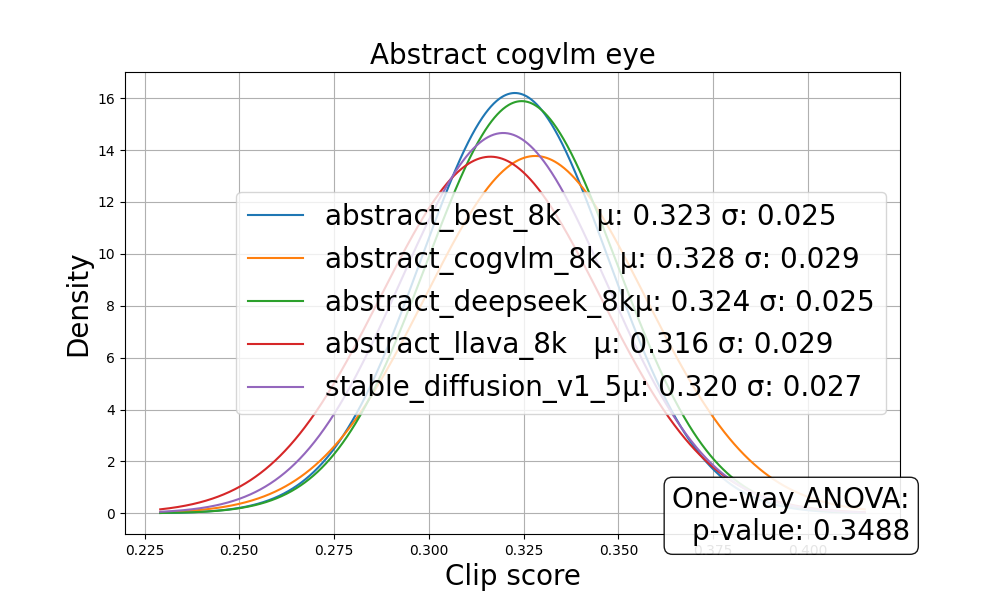 Abstract cogvlm eye
Density
16
14
12
10
8
6
4
2
0
abstract_best_8k μ: 0.323 σ: 0.025
abstract_cogvlm_8k μ: 0.328 σ: 0.029
abstract_deepseek_8kμ: 0.324 σ: 0.025
abstract_llava_8k μ: 0.316 σ: 0.029
stable_diffusion_v1_5μ: 0.320 σ: 0.027
One-way ANOVA:
p-value: 0.3488
0.225 0.250 0.275 0.300 0.325 0.350 0.375 0.400
Clip score